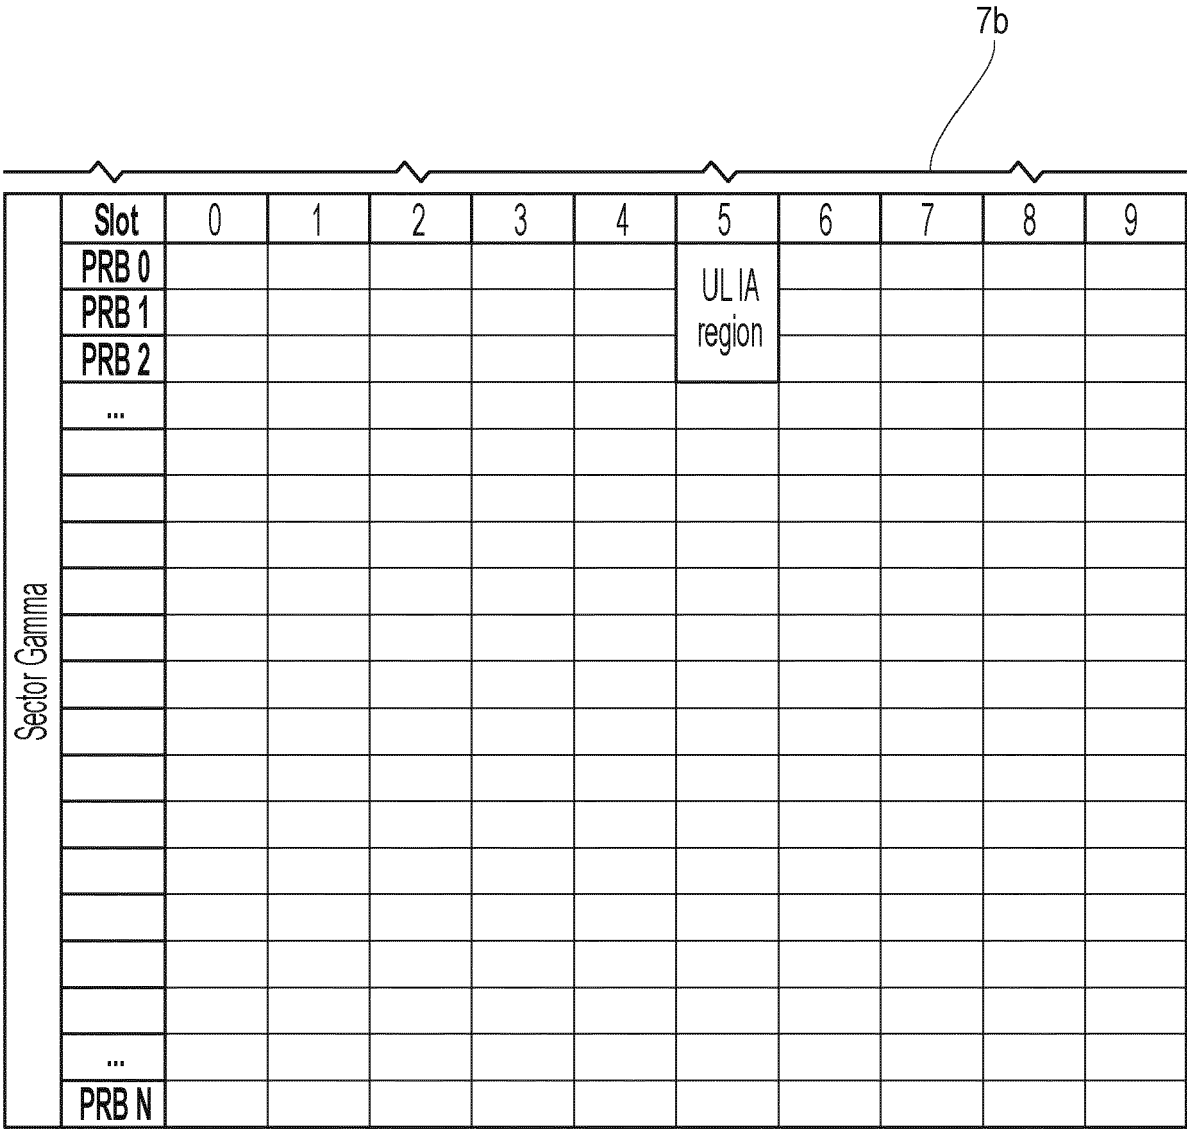 7b
Slot 0 1 2 3 4 5 6 7 8 9
PRB 0
UL IA
PRB 1
region
PRB 2
...
Sector Gamma
...
PRB N